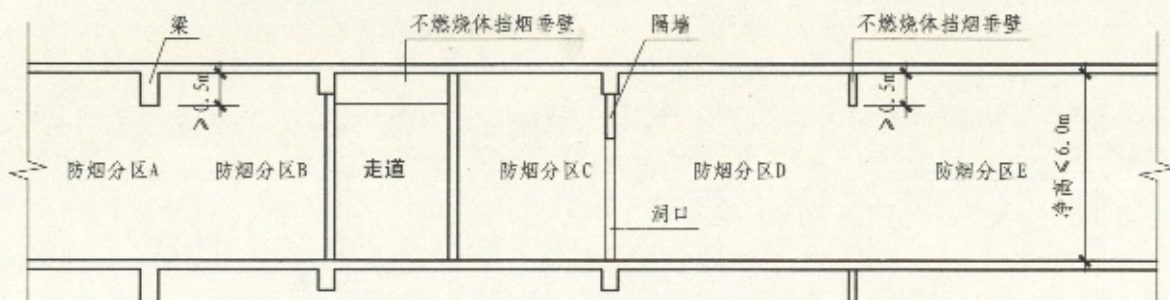 梁
不燃烧体挡烟垂壁
隔墙
不燃烧体挡烟垂壁
≥0.5m
≥0.5m
防烟分区A
防烟分区B
走道
防烟分区C
防烟分区D
防烟分区E
净高≤6.0m
洞口